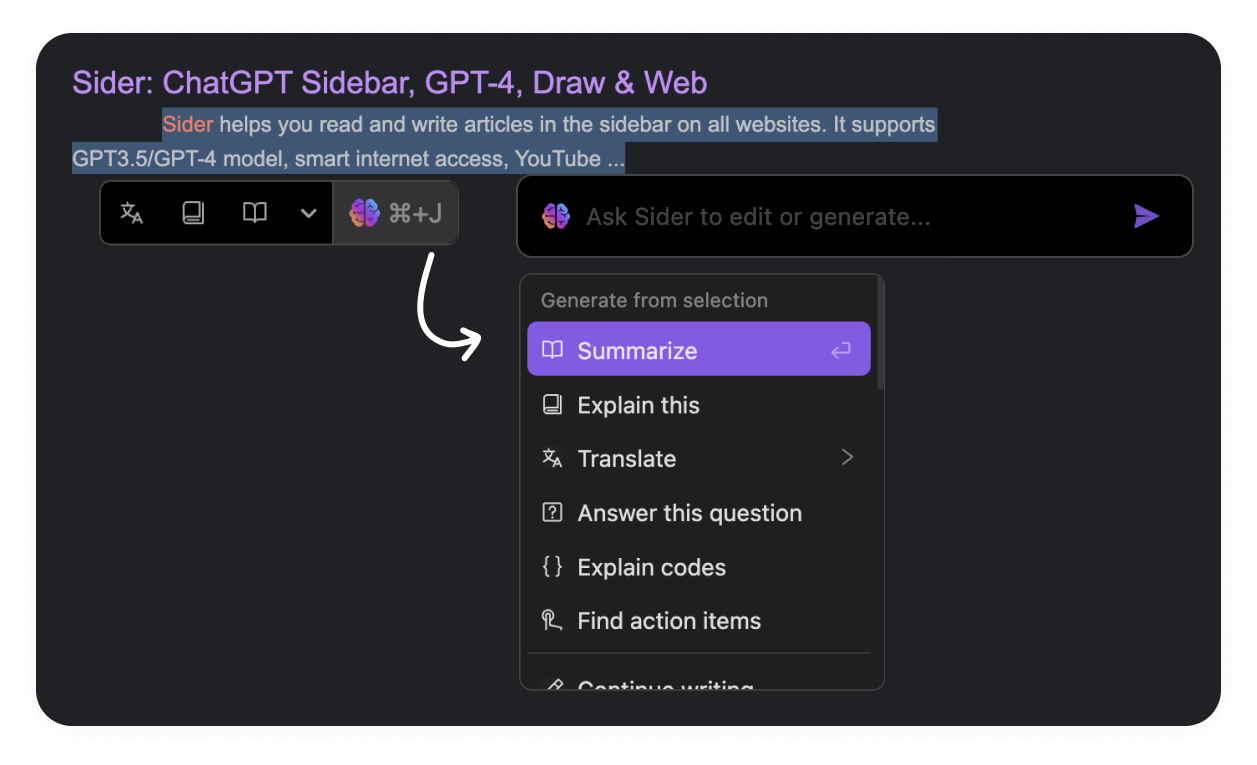 Sider: ChatGPT Sidebar, GPT-4, Draw & Web
Sider helps you read and write articles in the sidebar on all websites. It supports
GPT3.5/GPT-4 model, smart internet access, YouTube ...
⌘+J
Ask Sider to edit or generate...
Generate from selection
Summarize
Explain this
Translate
Answer this question
Explain codes
Find action items
Continue writing